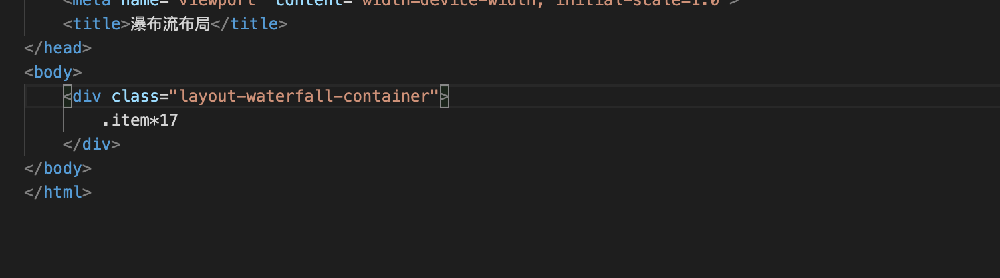 <meta name="viewport" content="width=device-width, initial-scale=1.0">
<title>瀑布流布局</title>
</head>
<body>
<div class="layout-waterfall-container">
.item*17
</div>
</body>
</html>